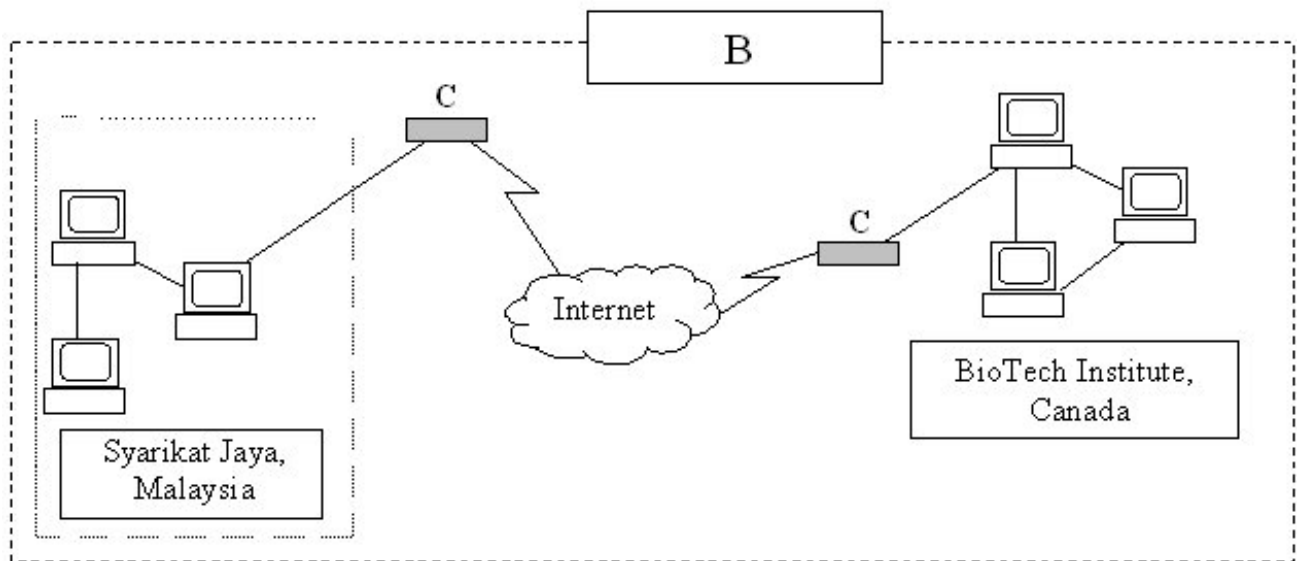 B
C
C
Internet
BioTech Institute,
Canada
Syarikat Jaya,
Malaysia